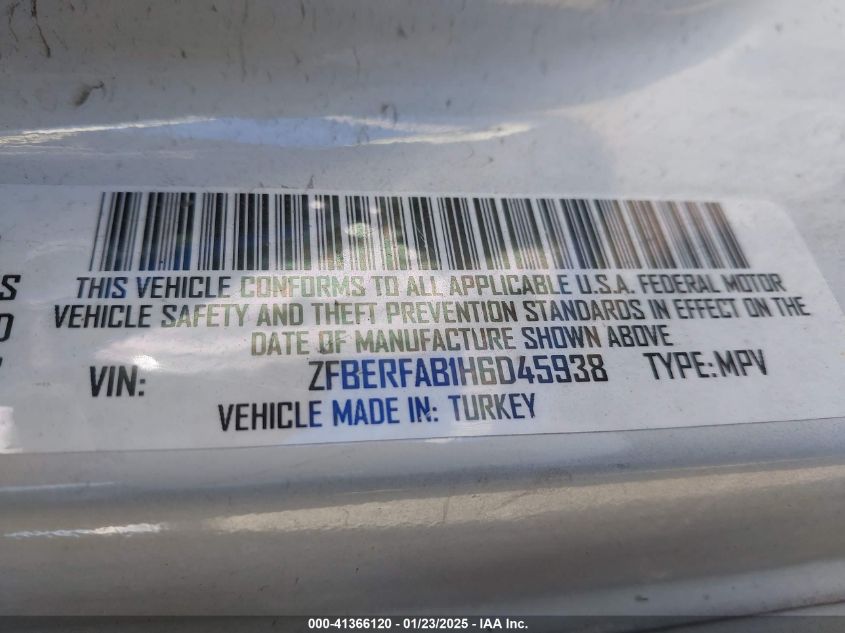 S
THIS VEHICLE CONFORMS TO ALL APPLICABLE U.S.A. FEDERAL MOTOR
VEHICLE SAFETY AND THEFT PREVENTION STANDARDS IN EFFECT ON THE
DATE OF MANUFACTURE SHOWN ABOVE
VIN: ZFBERFAB1H6D45938 TYPE: MPV
VEHICLE MADE IN: TURKEY
000-41366120 - 01/23/2025 - IAA Inc.